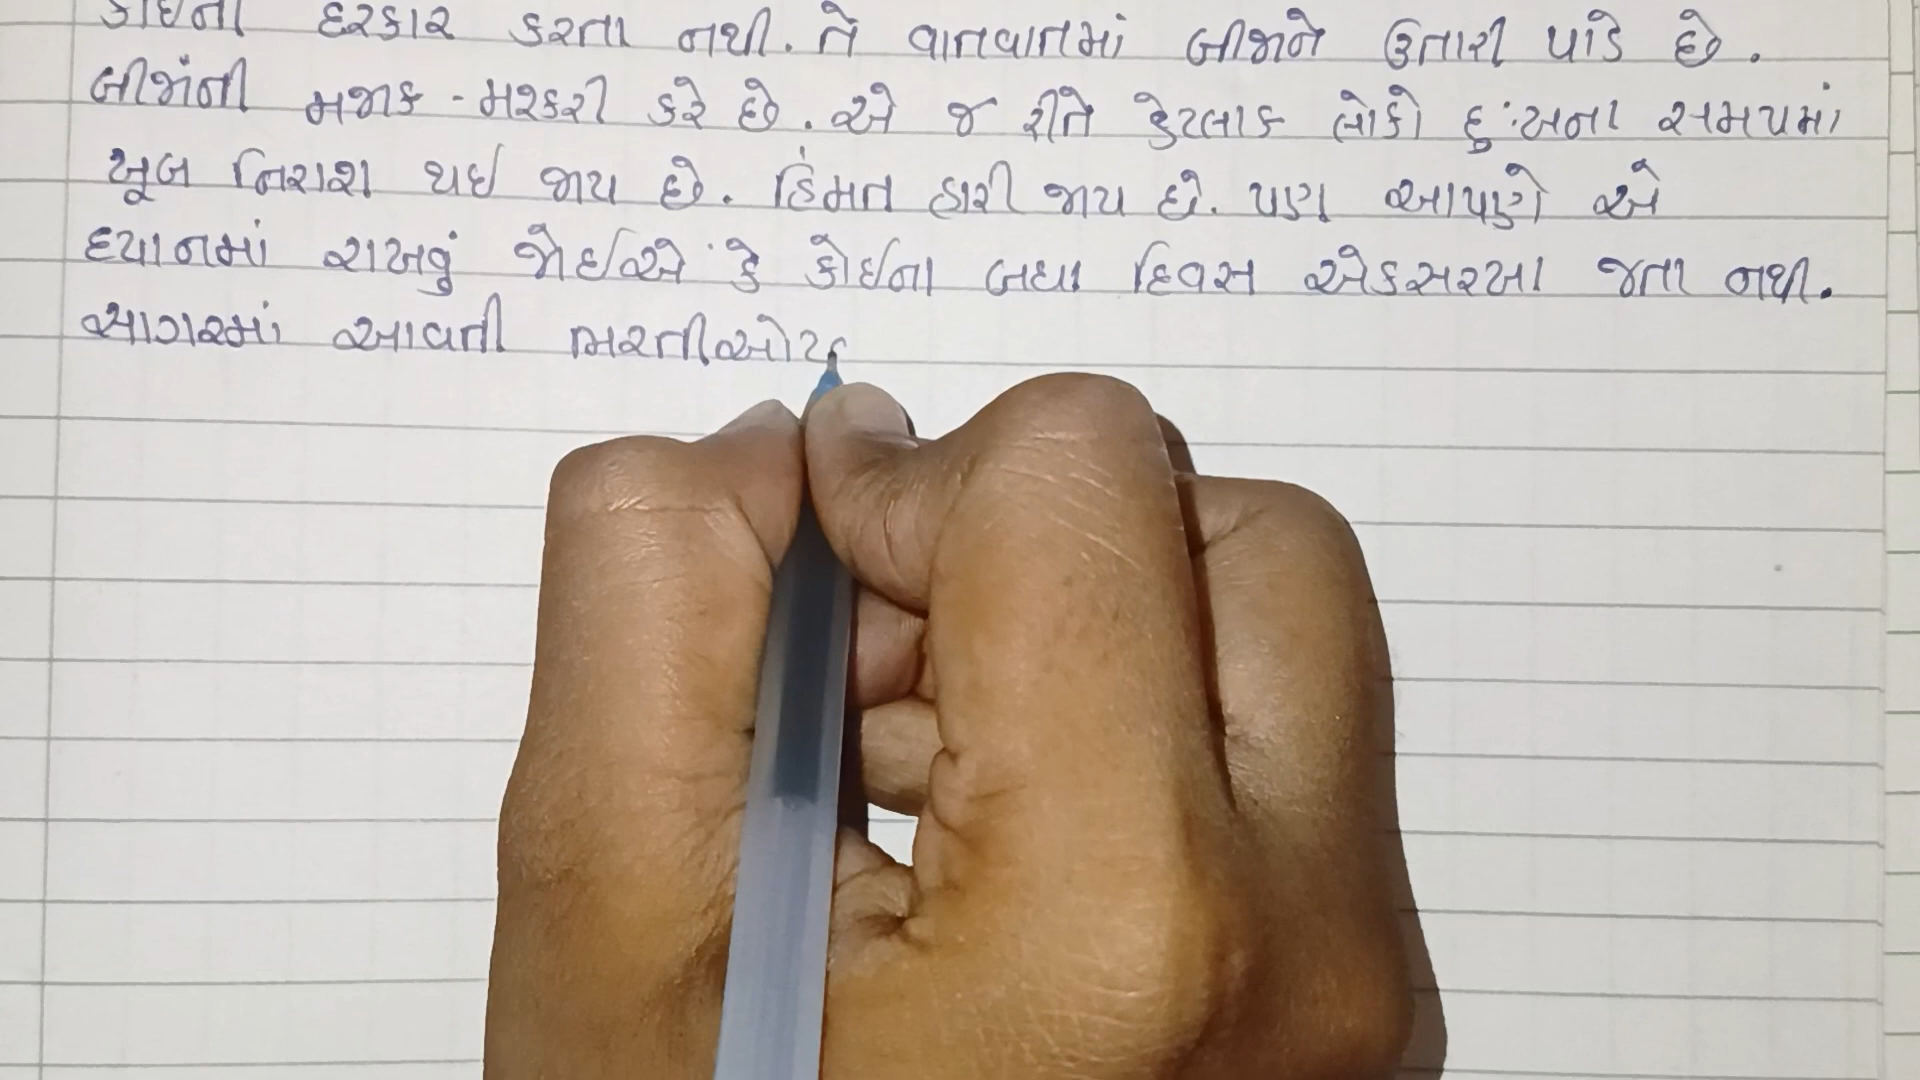 કોઈની દરકાર કરતા નથી. તે વાતવાતમાં બીજાને ઉતારી પાડે છે.
બીજાંની મજાક-મશ્કરી કરે છે. એ જ રીતે કેટલાક લોકો દુઃખના સમયમાં
ખૂબ નિરાશ થઈ જાય છે. હિંમત હારી જાય છે. પણ આપણે એ
ધ્યાનમાં રાખવું જોઈએ કે કોઈના બધા દિવસ એકસરખા જતા નથી.
સાગરમાં આવતી ભરતીઓટ